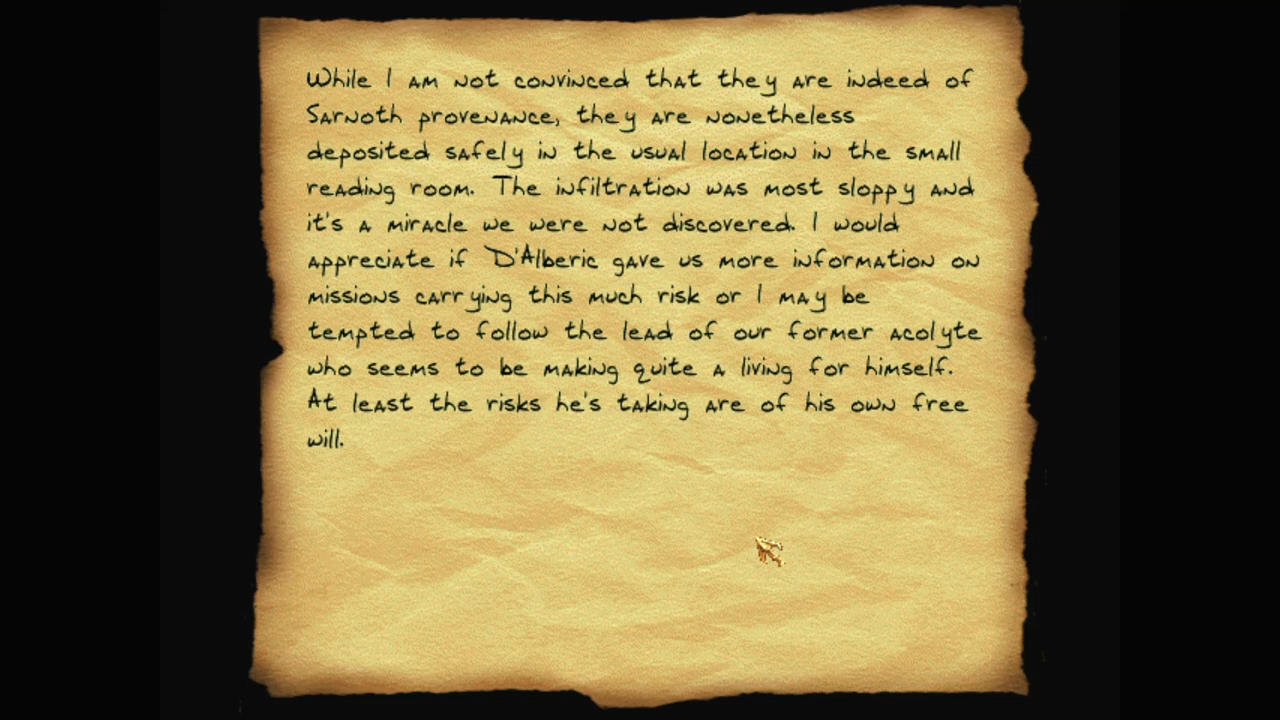 While I am not convinced that they are indeed of
Sarnoth provenance, they are nonetheless
deposited safely in the usual location in the small
reading room. The infiltration was most sloppy and
it's a miracle we were not discovered. I would
appreciate if D'Alberic gave us more information on
missions carrying this much risk or I may be
tempted to follow the lead of our former acolyte
who seems to be making quite a living for himself.
At least the risks he's taking are of his own free
will.